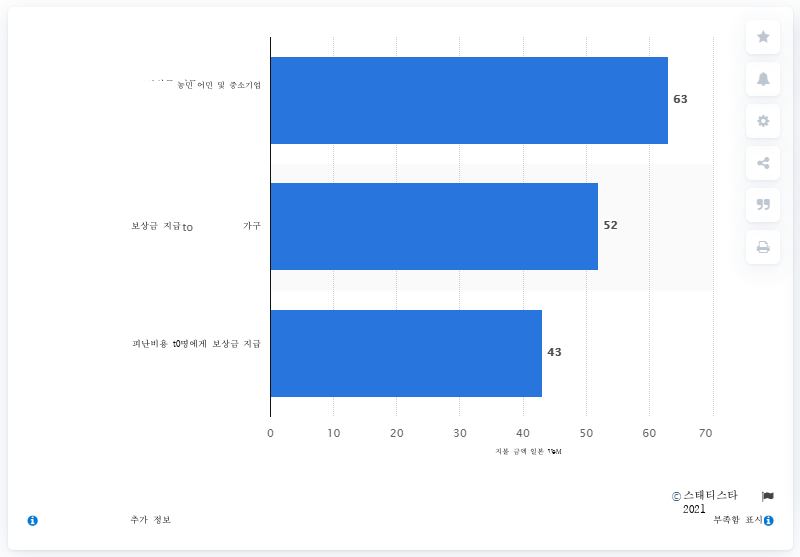 농민 어민 및 중소기업
63
보상금 지급 to 가구
52
피난비용 t0명에게 보상금 지급
43
0 10 20 30 40 50 60 70
지불 금액 일본
© 스태티스타
2021
추가 정보
부족함 표시